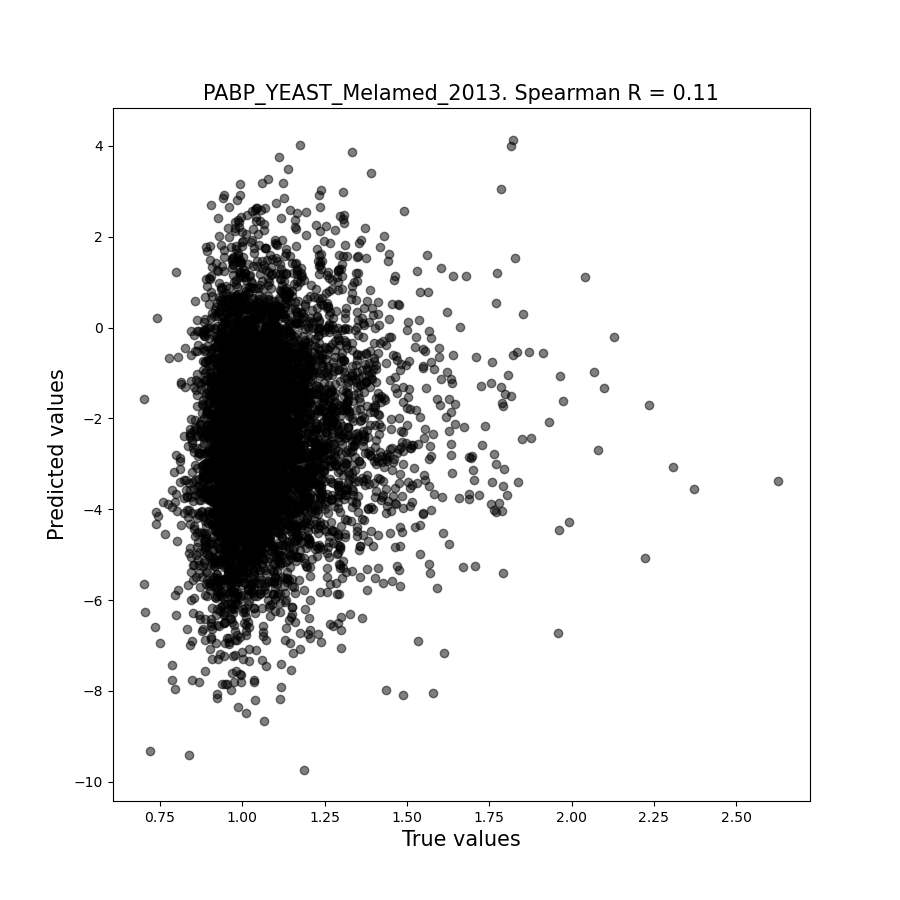 PABP_YEAST_Melamed_2013. Spearman R = 0.11
4
2
0
−2
−4
−6
−8
−10
Predicted values
0.75 1.00 1.25 1.50 1.75 2.00 2.25 2.50
True values